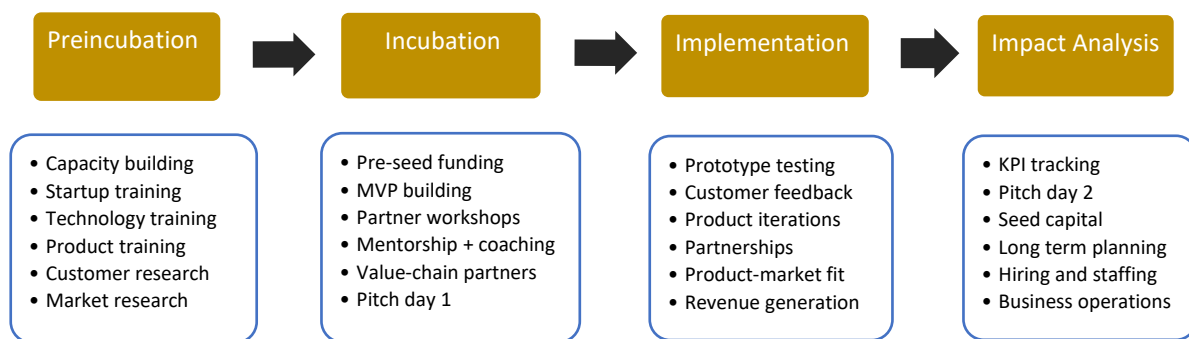 Preincubation
Incubation
Implementation
Impact Analysis
• Capacity building
• Startup training
• Technology training
• Product training
• Customer research
• Market research
• Pre-seed funding
• MVP building
• Partner workshops
• Mentorship + coaching
• Value-chain partners
• Pitch day 1
• Prototype testing
• Customer feedback
• Product iterations
• Partnerships
• Product-market fit
• Revenue generation
• KPI tracking
• Pitch day 2
• Seed capital
• Long term planning
• Hiring and staffing
• Business operations